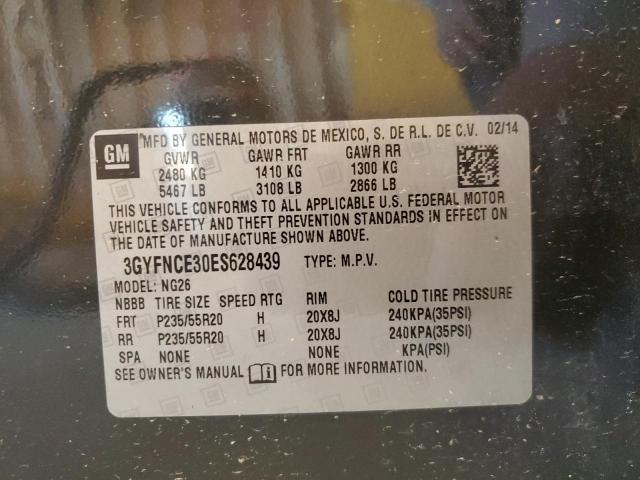 GM
MFD BY GENERAL MOTORS DE MEXICO, S. DE R.L. DE C.V. 02/14
GVWR GAWR FRT GAWR RR
2480 KG 1410 KG 1300 KG
5467 LB 3108 LB 2866 LB
THIS VEHICLE CONFORMS TO ALL APPLICABLE U.S. FEDERAL MOTOR
VEHICLE SAFETY AND THEFT PREVENTION STANDARDS IN EFFECT ON
THE DATE OF MANUFACTURE SHOWN ABOVE.
3GYFNCE30ES628439 TYPE: M.P.V.
MODEL: NG26
NBBB TIRE SIZE SPEED RTG RIM COLD TIRE PRESSURE
FRT P235/55R20 H 20X8J 240KPA(35PSI)
RR P235/55R20 H 20X8J 240KPA(35PSI)
SPA NONE NONE KPA(PSI)
SEE OWNER'S MANUAL FOR MORE INFORMATION.